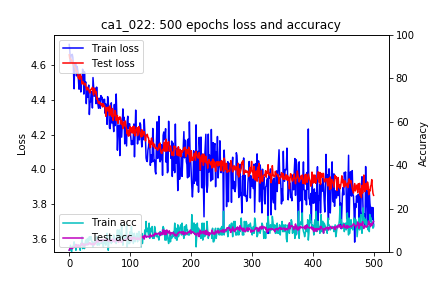 ca1_022: 500 epochs loss and accuracy
Train loss
Test loss
Train acc
Test acc
Loss
4.6
4.4
4.2
4.0
3.8
3.6
Accuracy
100
80
60
40
20
0
0 100 200 300 400 500